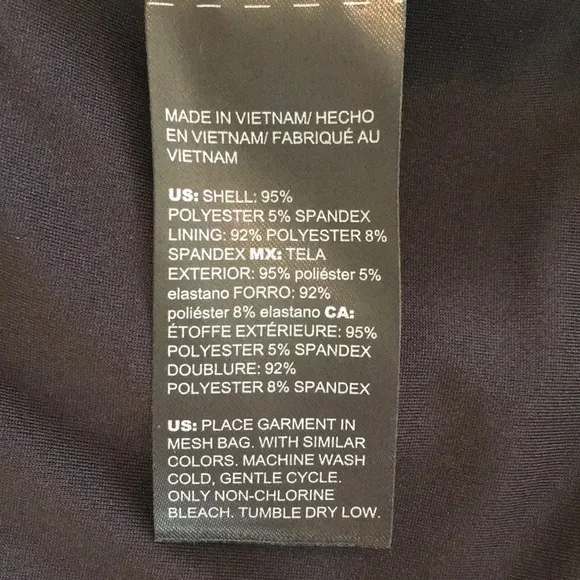 MADE IN VIETNAM/ HECHO
EN VIETNAM/ FABRIQUÉ AU
VIETNAM
US: SHELL: 95%
POLYESTER 5% SPANDEX
LINING: 92% POLYESTER 8%
SPANDEX MX: TELA
EXTERIOR: 95% poliéster 5%
elastano FORRO: 92%
poliéster 8% elastano CA:
ÉTOFFE EXTÉRIEURE: 95%
POLYESTER 5% SPANDEX
DOUBLURE: 92%
POLYESTER 8% SPANDEX
US: PLACE GARMENT IN
MESH BAG. WITH SIMILAR
COLORS. MACHINE WASH
COLD, GENTLE CYCLE.
ONLY NON-CHLORINE
BLEACH. TUMBLE DRY LOW.